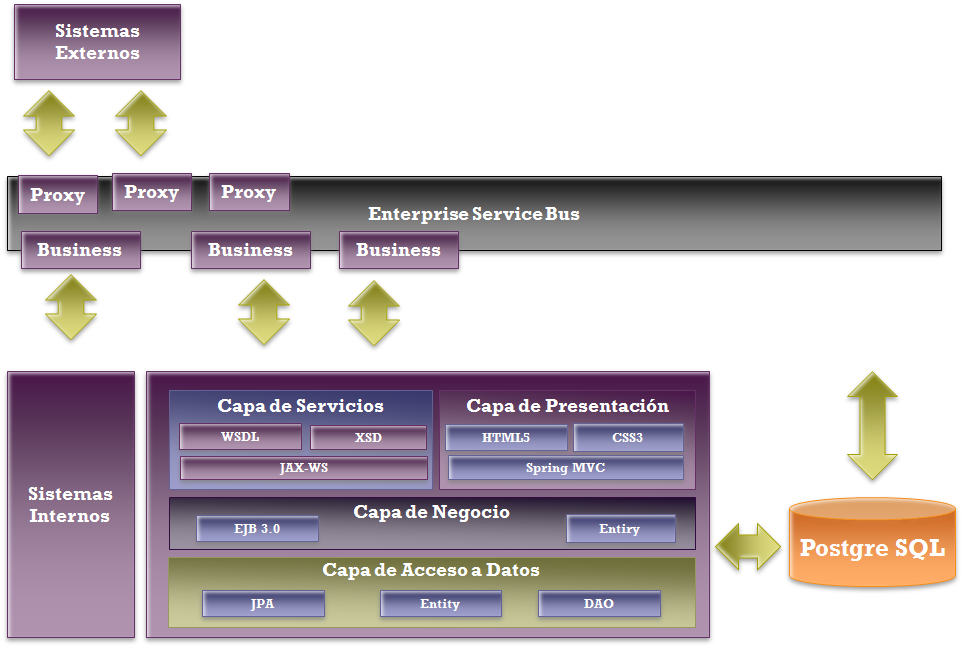 Sistemas
Externos
Proxy
Proxy
Proxy
Enterprise Service Bus
Business
Business
Business
Sistemas
Internos
Capa de Servicios
WSDL
XSD
JAX-WS
Capa de Presentación
HTML5
CSS3
Spring MVC
Capa de Negocio
EJB 3.0
Entiry
Capa de Acceso a Datos
JPA
Entity
DAO
Postgre SQL